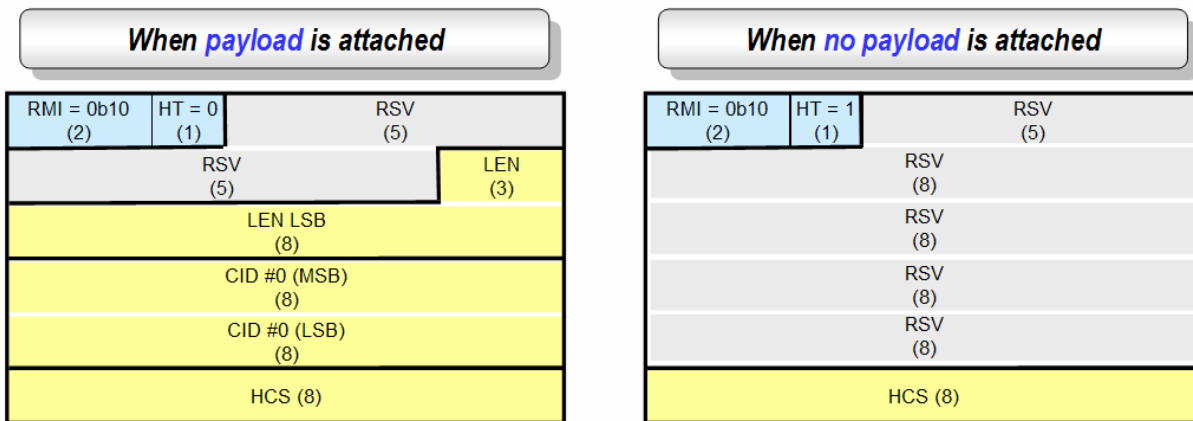 When payload is attached
RMI = 0b10
(2)
HT = 0
(1)
RSV
(5)
RSV
(5)
LEN
(3)
LEN LSB
(8)
CID #0 (MSB)
(8)
CID #0 (LSB)
(8)
HCS (8)
When no payload is attached
RMI = 0b10
(2)
HT = 1
(1)
RSV
(5)
RSV
(8)
RSV
(8)
RSV
(8)
RSV
(8)
HCS (8)